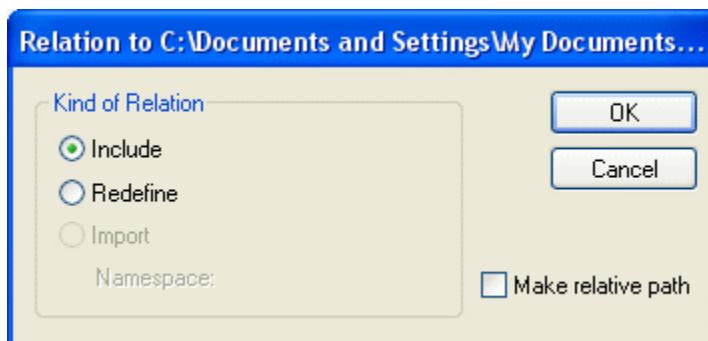 Relation to C:\Documents and Settings\My Documents...
Kind of Relation
Include
Redefine
Import
Namespace:
OK
Cancel
Make relative path